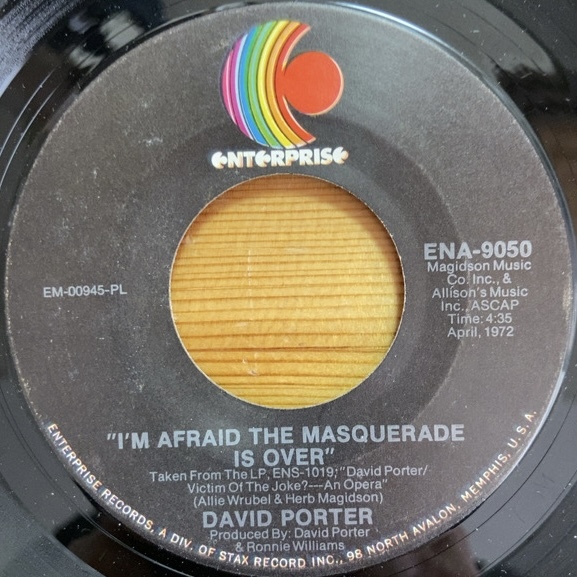 ENTERPRISE
EM-00945-PL
ENA-9050
Magidson Music
Co. Inc., &
Allison's Music
Inc., ASCAP
Time: 4:35
April, 1972
"I'M AFRAID THE MASQUERADE
IS OVER"
Taken From The LP; ENS-1019; "David Porter/
Victim Of The Joke?---An Opera"
(Allie Wrubel & Herb Magidson)
DAVID PORTER
Produced By: David Porter
& Ronnie Williams
ENTERPRISE RECORDS, A DIV. OF STAX RECORD INC., 98 NORTH AVALON, MEMPHIS, U.S.A.